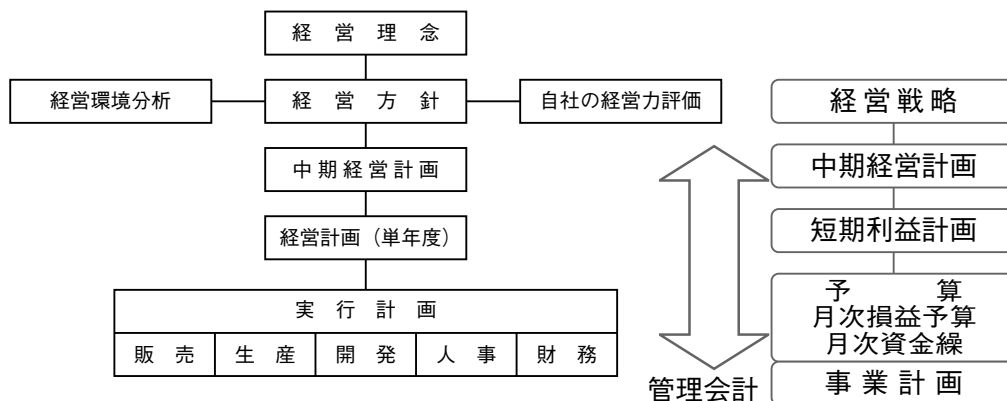 経営理念
経営環境分析
経営方針
自社の経営力評価
中期経営計画
経営計画（単年度）
実行計画
販売
生産
開発
人事
財務
経営戦略
中期経営計画
短期利益計画
予算
月次損益予算
月次資金繰
事業計画
管理会計